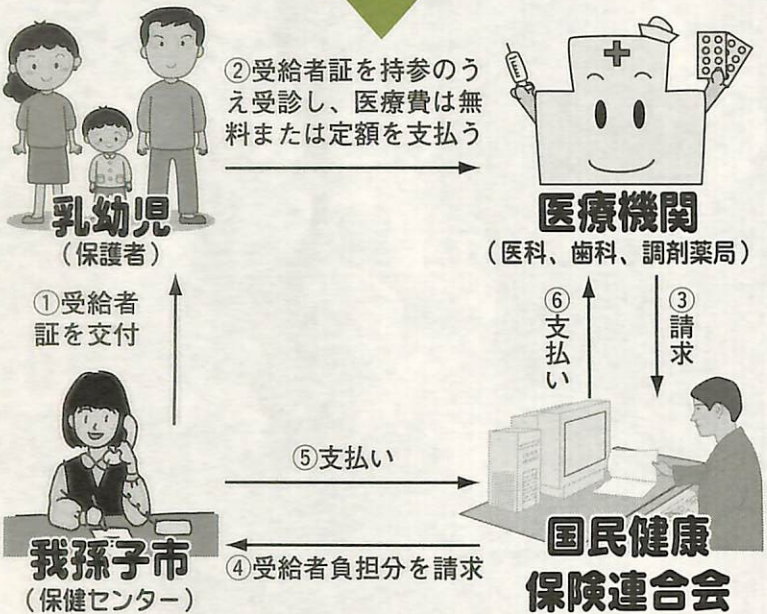 ②受給者証を持参のう
え受診し、医療費は無
料または定額を支払う
乳幼児
(保護者)
医療機関
(医科、歯科、調剤薬局)
①受給者
証を交付
⑥支払い
③請求
⑤支払い
我孫子市
(保健センター)
④受給者負担分を請求
国民健康
保険連合会